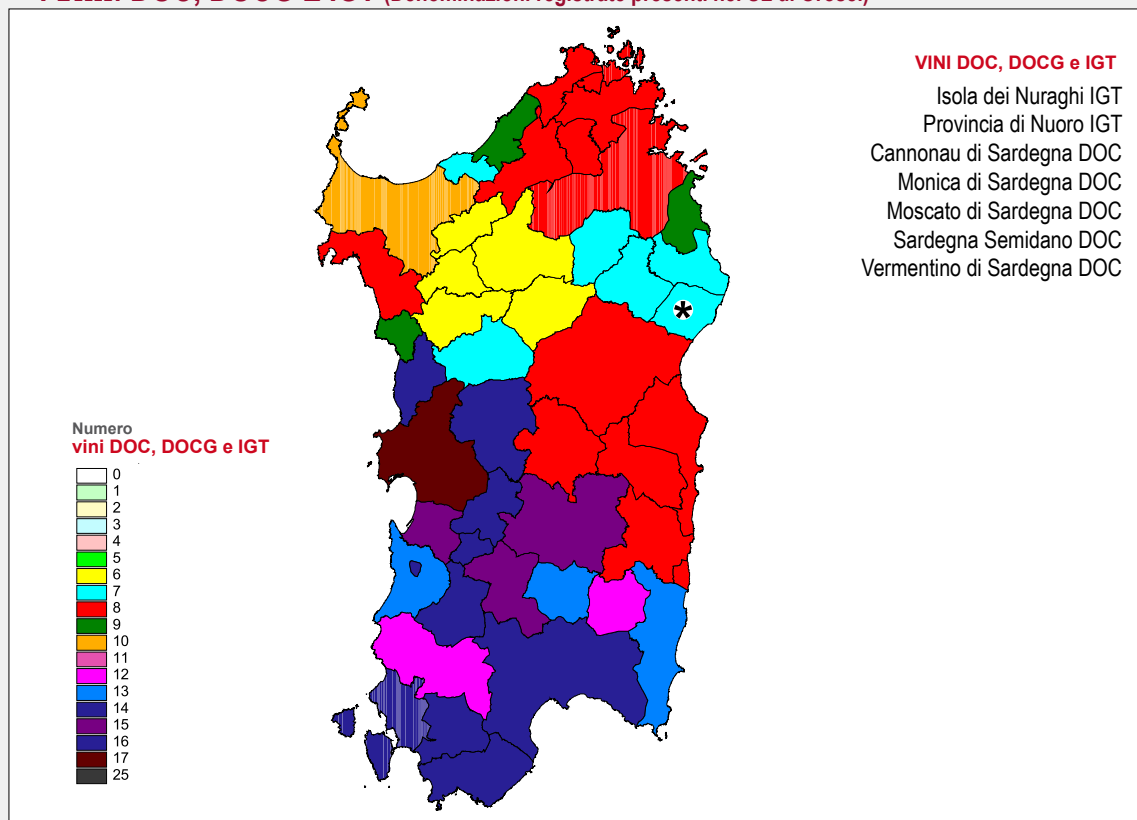 VINI DOC, DOCG e IGT
Isola dei Nuraghi IGT
Provincia di Nuoro IGT
Cannonau di Sardegna DOC
Monica di Sardegna DOC
Moscato di Sardegna DOC
Sardegna Semidano DOC
Vermentino di Sardegna DOC
*
Numero
vini DOC, DOCG e IGT
0
1
2
3
4
5
6
7
8
9
10
11
12
13
14
15
16
17
25